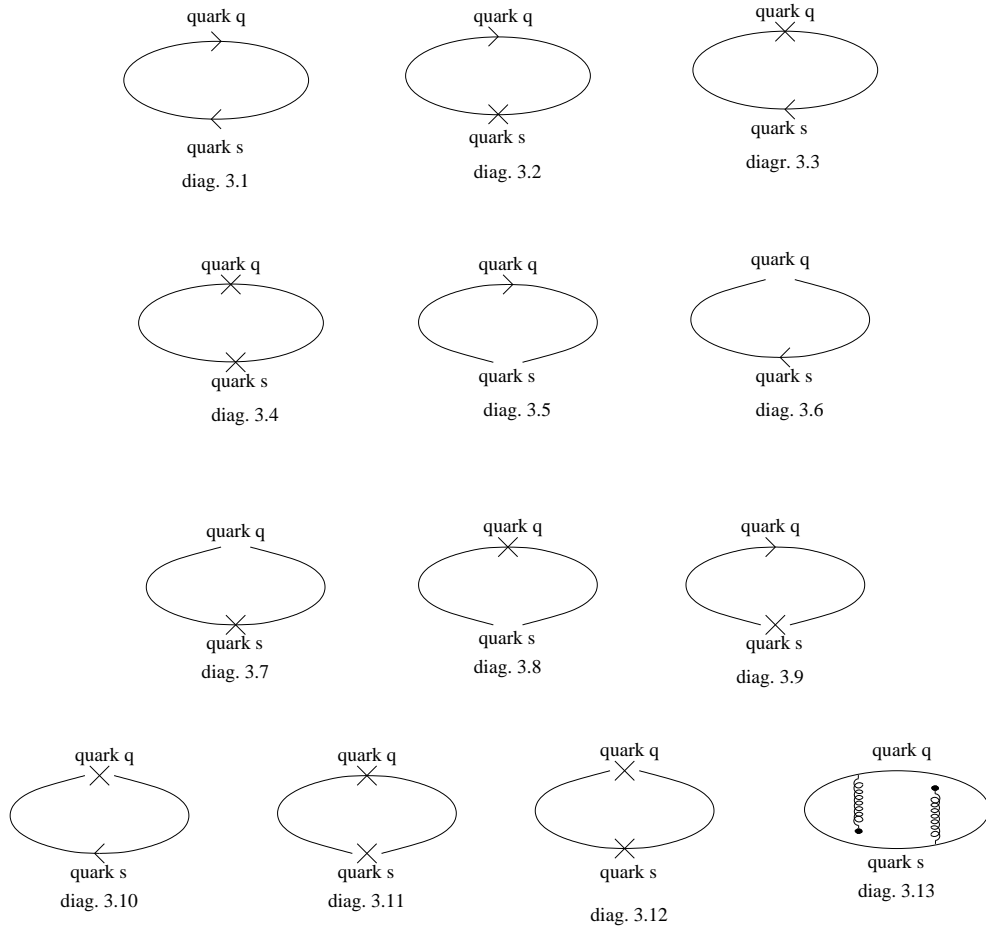 quark q
quark s
diag. 3.1
quark q
quark s
diag. 3.2
quark q
quark s
diagr. 3.3
quark q
quark s
diag. 3.4
quark q
quark s
diag. 3.5
quark q
quark s
diag. 3.6
quark q
quark s
diag. 3.7
quark q
quark s
diag. 3.8
quark q
quark s
diag. 3.9
quark q
quark s
diag. 3.10
quark q
quark s
diag. 3.11
quark q
quark s
diag. 3.12
quark q
quark s
diag. 3.13